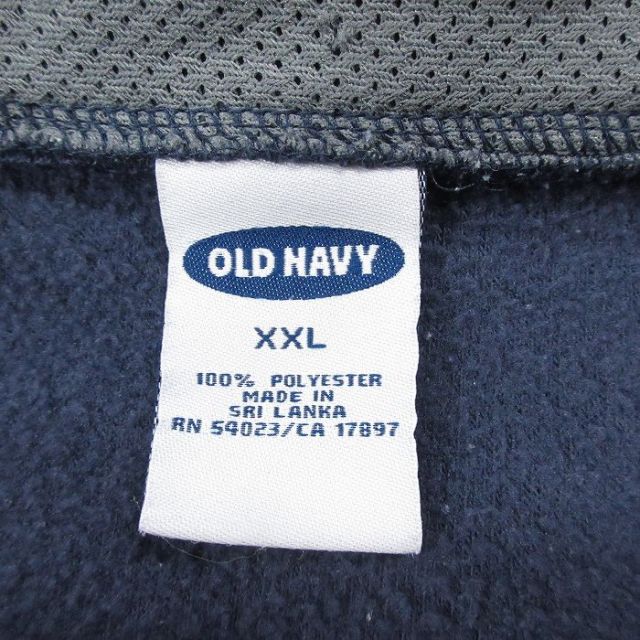 OLD NAVY
XXL
100% POLYESTER
MADE IN
SRI LANKA
RN 54023/CA 17897